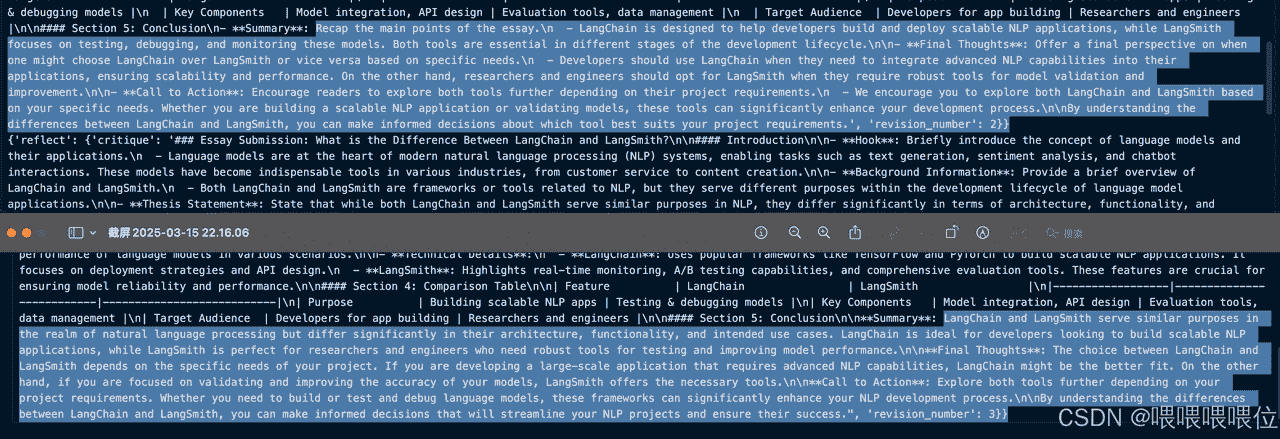 & debugging models |\n  | Key Components   | Model integration, API design | Evaluation tools, data management |\n  | Target Audience  | Developers for app building | Researchers and engineers
|\n\n#### Section 5: Conclusion\n- **Summary**: Recap the main points of the essay.\n  – LangChain is designed to help developers build and deploy scalable NLP applications, while LangSmith
focuses on testing, debugging, and monitoring these models. Both tools are essential in different stages of the development lifecycle.\n\n- **Final Thoughts**: Offer a final perspective on when
one might choose LangChain over LangSmith or vice versa based on specific needs.\n  – Developers should use LangChain when they need to integrate advanced NLP capabilities into their
applications, ensuring scalability and performance. On the other hand, researchers and engineers should opt for LangSmith when they require robust tools for model validation and
improvement.\n\n- **Call to Action**: Encourage readers to explore both tools further depending on their project requirements.\n  – We encourage you to explore both LangChain and LangSmith based
on your specific needs. Whether you are building a scalable NLP application or validating models, these tools can significantly enhance your development process.\n\nBy understanding the
differences between LangChain and LangSmith, you can make informed decisions about which tool best suits your project requirements.', 'revision_number': 2}}
{'reflect': {'critique': '### Essay Submission: What is the Difference Between LangChain and LangSmith?\n\n#### Introduction\n\n- **Hook**: Briefly introduce the concept of language models and
their applications.\n  – Language models are at the heart of modern natural language processing (NLP) systems, enabling tasks such as text generation, sentiment analysis, and chatbot
interactions. These models have become indispensable tools in various industries, from customer service to content creation.\n\n- **Background Information**: Provide a brief overview of
LangChain and LangSmith.\n  – Both LangChain and LangSmith are frameworks or tools related to NLP, but they serve different purposes within the development lifecycle of language model
applications.\n\n- **Thesis Statement**: State that while both LangChain and LangSmith serve similar purposes in NLP, they differ significantly in terms of architecture, functionality, and
截屏2025-03-15 22.16.06
搜索
performance of language models in various scenarios.\n\n- **Technical Details**:\n  – **LangChain**: Uses popular frameworks like TensorFlow and PyTorch to build scalable NLP applications. It
focuses on deployment strategies and API design.\n  – **LangSmith**: Highlights real-time monitoring, A/B testing capabilities, and comprehensive evaluation tools. These features are crucial for
ensuring model reliability and performance.\n\n#### Section 4: Comparison Table\n\n| Feature          | LangChain                   | LangSmith                   |\n|------------------|---------------
------------|---------------------------|\n| Purpose          | Building scalable NLP apps | Testing & debugging models |\n| Key Components   | Model integration, API design | Evaluation tools,
data management |\n| Target Audience  | Developers for app building | Researchers and engineers |\n\n#### Section 5: Conclusion\n\n**Summary**: LangChain and LangSmith serve similar purposes in
the realm of natural language processing but differ significantly in their architecture, functionality, and intended use cases. LangChain is ideal for developers looking to build scalable NLP
applications, while LangSmith is perfect for researchers and engineers who need robust tools for testing and improving model performance.\n\n**Final Thoughts**: The choice between LangChain and
LangSmith depends on the specific needs of your project. If you are developing a large-scale application that requires advanced NLP capabilities, LangChain might be the better fit. On the other
hand, if you are focused on validating and improving the accuracy of your models, LangSmith offers the necessary tools.\n\n**Call to Action**: Explore both tools further depending on your
project requirements. Whether you need to build or test and debug language models, these frameworks can significantly enhance your NLP development process.\n\nBy understanding the differences
between LangChain and LangSmith, you can make informed decisions that will streamline your NLP projects and ensure their success.", 'revision_number': 3}}
CSDN @喂喂喂喂位